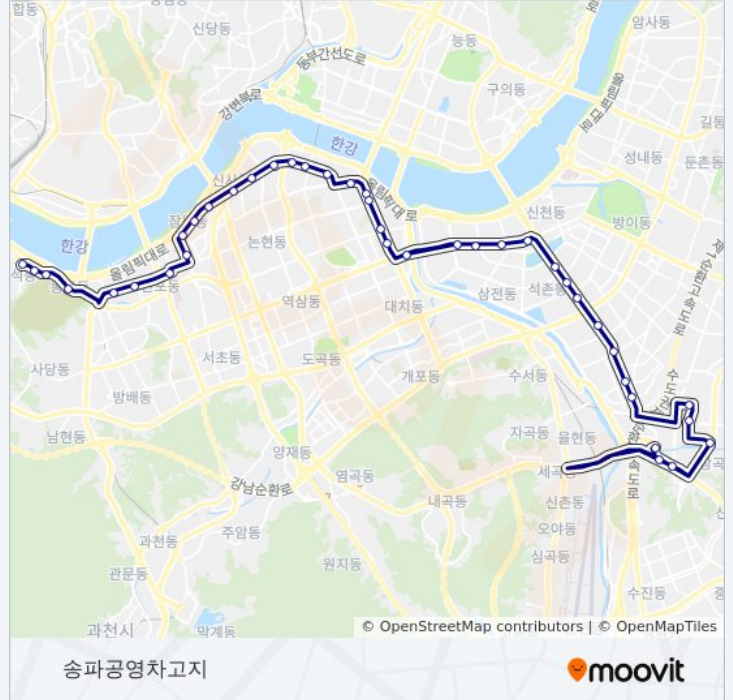 합동
신당동
암사동
능동
동부간선도로
구의동
올림픽대로
강변북로
길동
한강
성내동
둔촌동
신사
올림픽대로
신천동
방이동
잠
한강
논현동
올림픽대로
삼전동
석촌
역삼동
대치동
사당동
서초동
도곡동
개포동
수서동
방배동
남현동
자곡동
율현동
양재동
염곡동
세곡
강남순환로
내곡동
신촌동
주암동
오야동
과천동
심곡동
원지동
관문동
수진동
과천시
막계동
© OpenStreetMap contributors | © OpenMapTiles
송파공영차고지
moovit